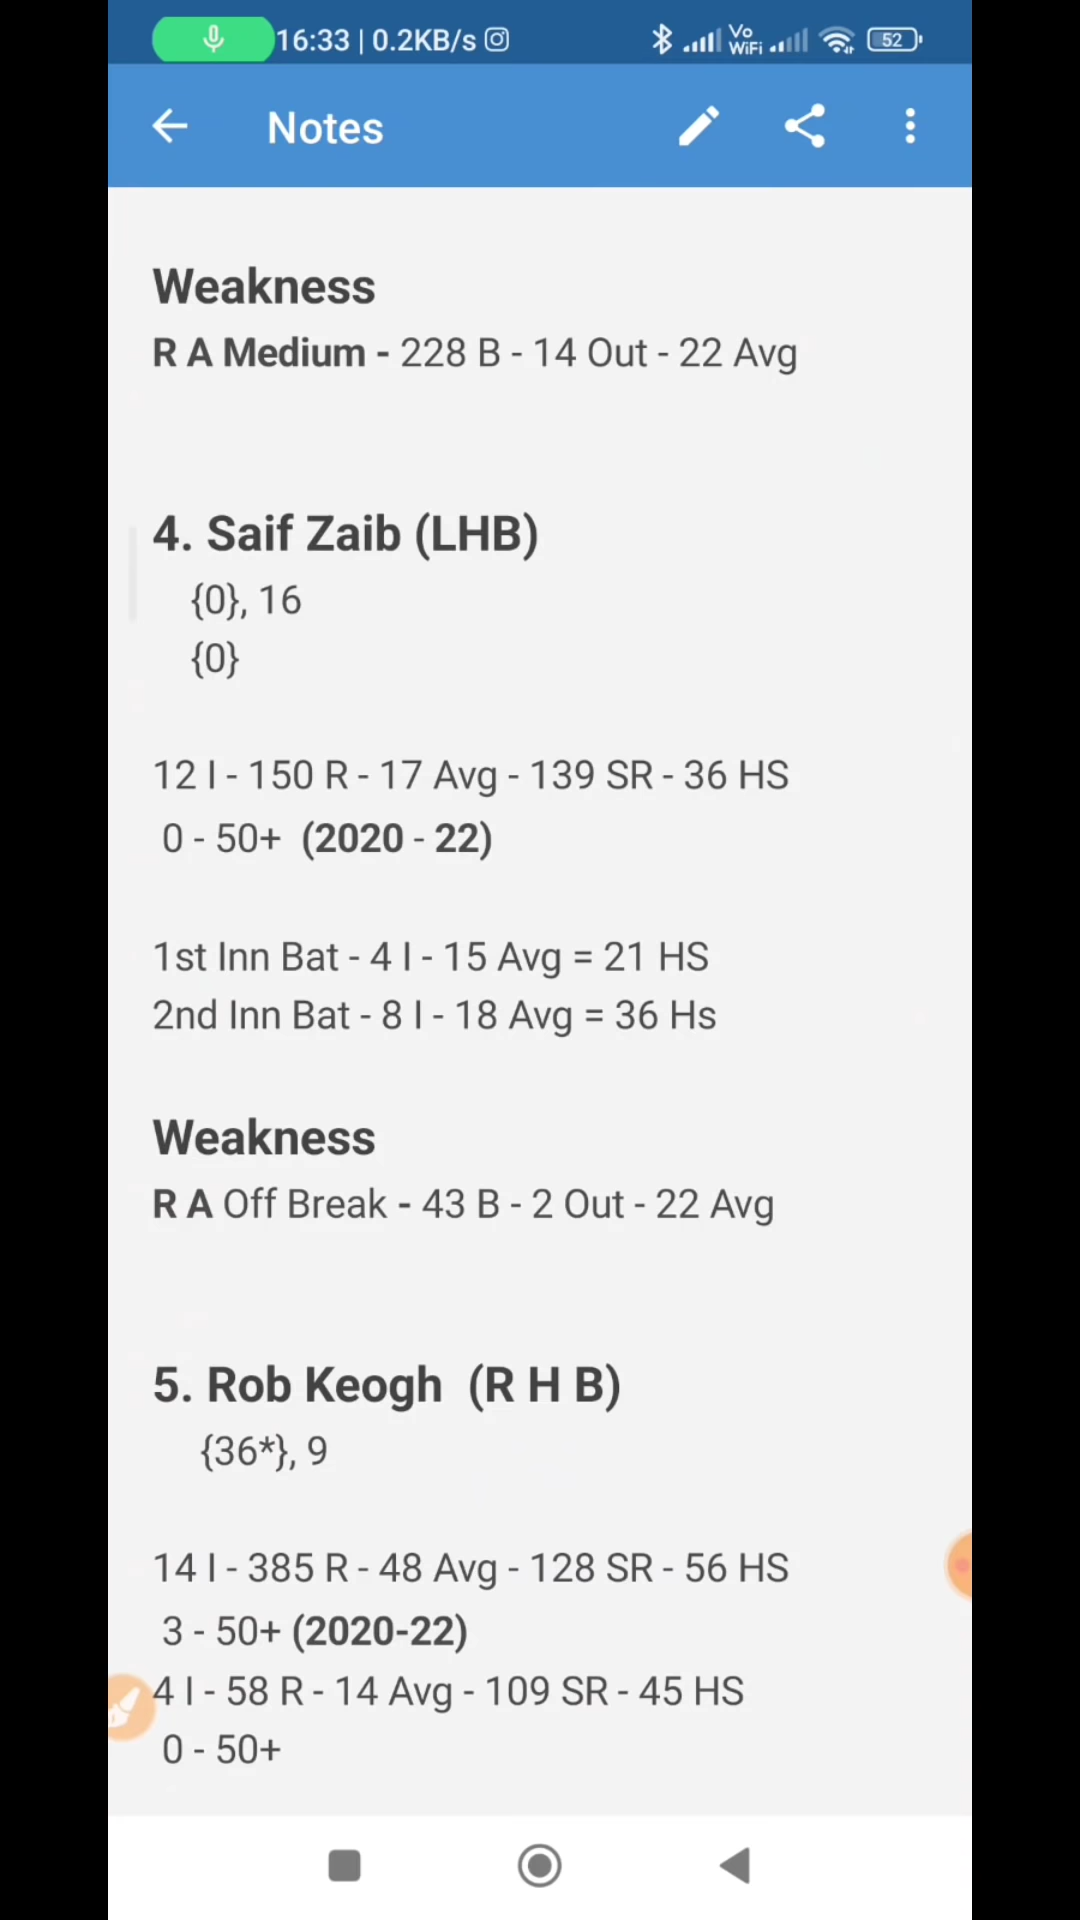 16:33 | 0.2KB/s
Vo WiFi
52
Notes
Weakness
R A Medium - 228 B - 14 Out - 22 Avg
4. Saif Zaib (LHB)
{0}, 16
{0}
12 I - 150 R - 17 Avg - 139 SR - 36 HS
0 - 50+ (2020 - 22)
1st Inn Bat - 4 I - 15 Avg = 21 HS
2nd Inn Bat - 8 I - 18 Avg = 36 Hs
Weakness
R A Off Break - 43 B - 2 Out - 22 Avg
5. Rob Keogh (R H B)
{36*}, 9
14 I - 385 R - 48 Avg - 128 SR - 56 HS
3 - 50+ (2020-22)
4 I - 58 R - 14 Avg - 109 SR - 45 HS
0 - 50+